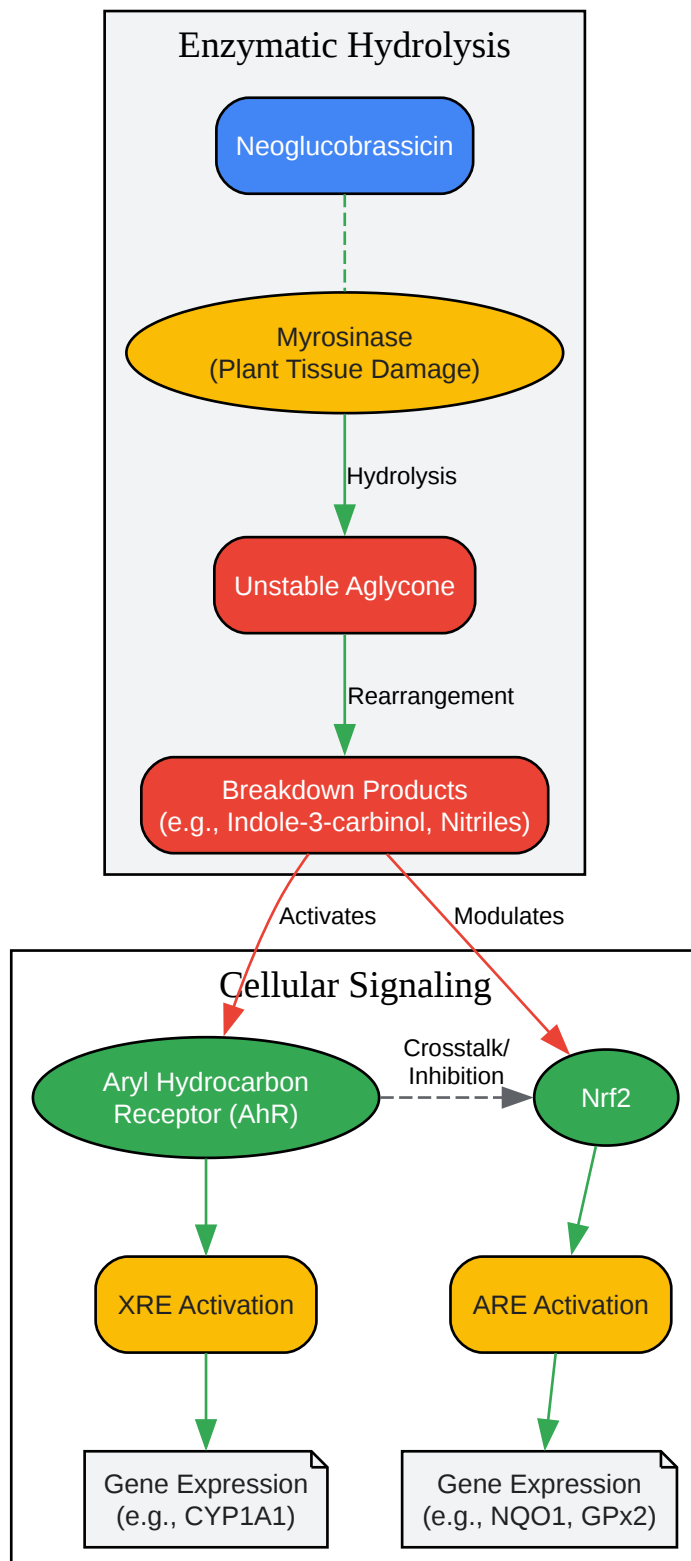 Enzymatic Hydrolysis
Neoglucobrassicin
Myrosinase
(Plant Tissue Damage)
Hydrolysis
Unstable Aglycone
Rearrangement
Breakdown Products
(e.g., Indole-3-carbinol, Nitriles)
Activates
Modulates
Cellular Signaling
Crosstalk/
Inhibition
Aryl Hydrocarbon
Receptor (AhR)
Nrf2
XRE Activation
ARE Activation
Gene Expression
(e.g., CYP1A1)
Gene Expression
(e.g., NQO1, GPx2)